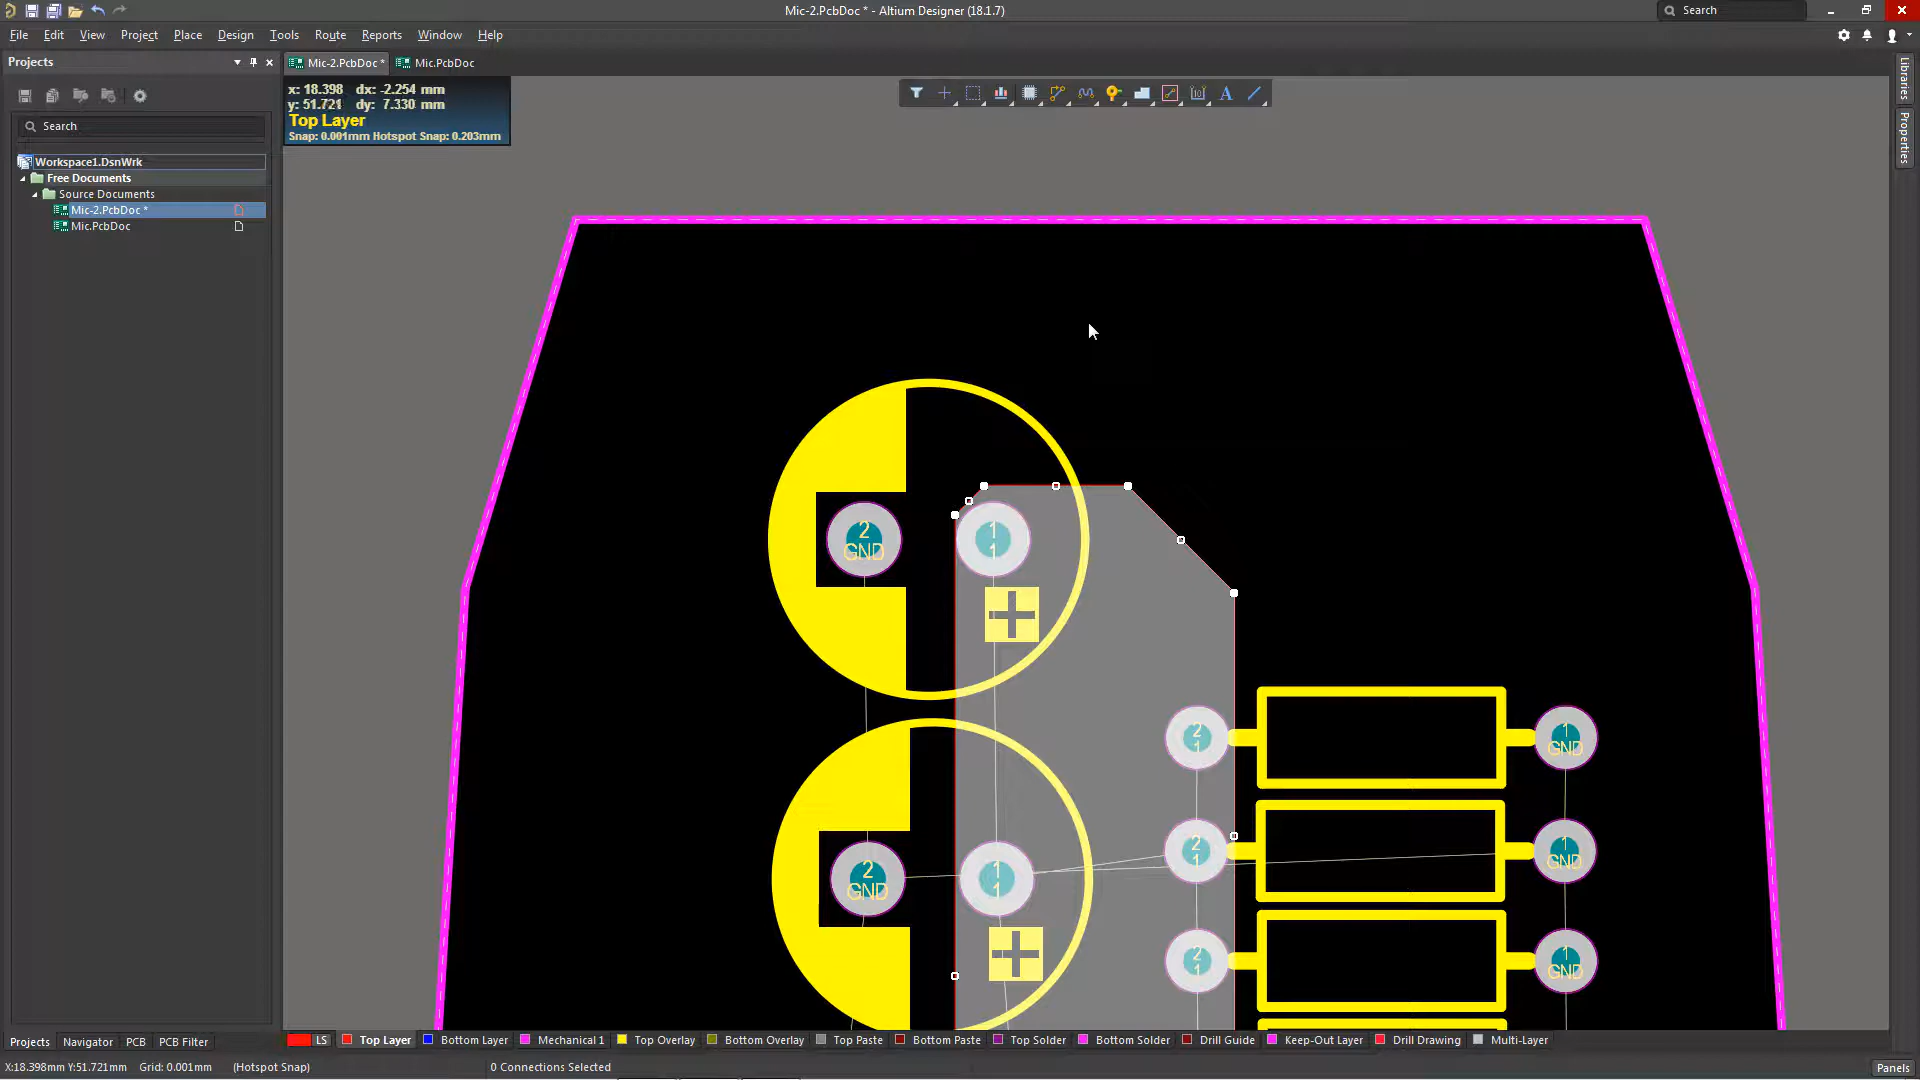 Mic-2.PcbDoc * - Altium Designer (18.1.7)
Search
File Edit View Project Place Design Tools Route Reports Window Help
Projects
Mic-2.PcbDoc * Mic.PcbDoc
x: 18.398 dx: -2.254 mm
y: 51.721 dy: 7.330 mm
Top Layer
Snap: 0.001mm Hotspot Snap: 0.203mm
Libraries
Properties
Search
Workspace1.DsnWrk
Free Documents
Source Documents
Mic-2.PcbDoc *
Mic.PcbDoc
2
GND
1
1
2
1
1
GND
2
GND
1
1
2
1
1
GND
2
1
1
GND
Projects Navigator PCB PCB Filter
LS Top Layer Bottom Layer Mechanical 1 Top Overlay Bottom Overlay Top Paste Bottom Paste Top Solder Bottom Solder Drill Guide Keep-Out Layer Drill Drawing Multi-Layer
X:18.398mm Y:51.721mm Grid: 0.001mm (Hotspot Snap) 0 Connections Selected Panels